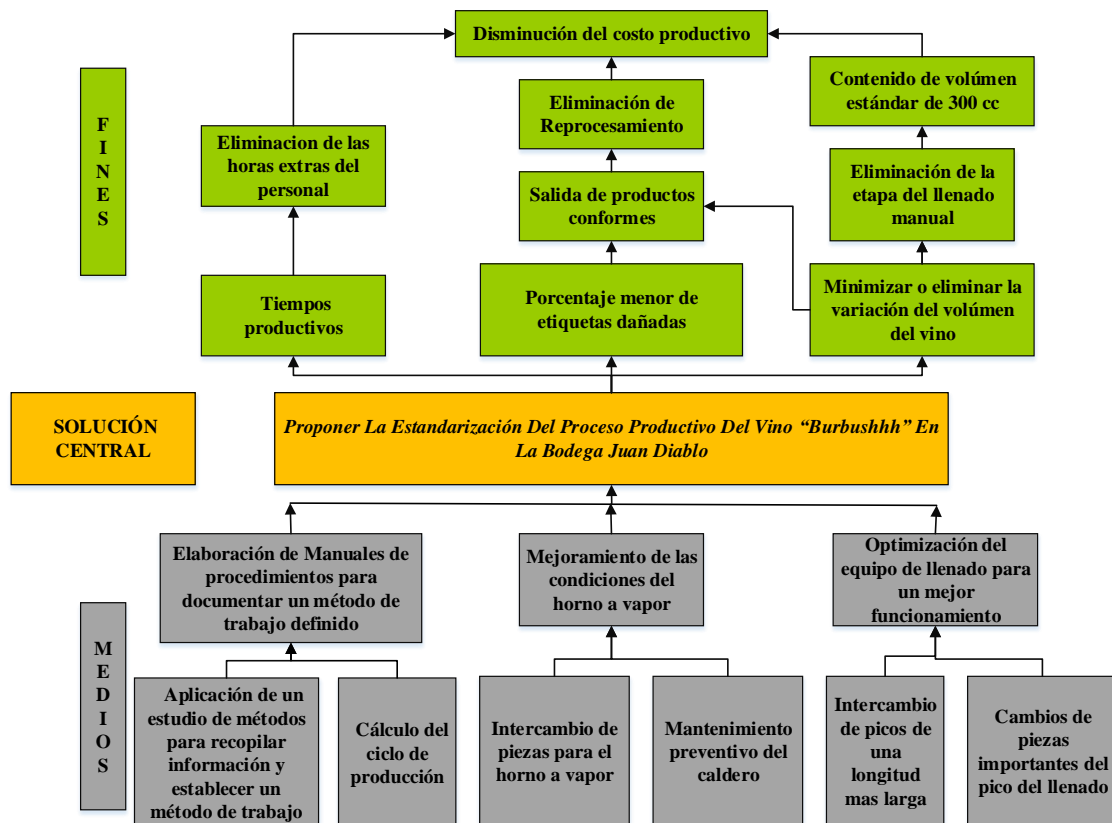 Disminución del costo productivo
Contenido de volúmen
estándar de 300 cc
Eliminación de
Reprocesamiento
F
I
N
E
S
Eliminacion de las
horas extras del
personal
Salida de productos
conformes
Eliminación de la
etapa del llenado
manual
Tiempos
productivos
Porcentaje menor de
etiquetas dañadas
Minimizar o eliminar la
variación del volúmen
del vino
SOLUCIÓN
CENTRAL
Proponer La Estandarización Del Proceso Productivo Del Vino “Burbushhh” En
La Bodega Juan Diablo
Elaboración de Manuales de
procedimientos para
documentar un método de
trabajo definido
Mejoramiento de las
condiciones del
horno a vapor
Optimización del
equipo de llenado para
un mejor
funcionamiento
M
E
D
I
O
S
Aplicación de un
estudio de métodos
para recopilar
información y
establecer un
método de trabajo
Cálculo del
ciclo de
producción
Intercambio de
piezas para el
horno a vapor
Mantenimiento
preventivo del
caldero
Intercambio
de picos de
una
longitud
mas larga
Cambios de
piezas
importantes del
pico del llenado